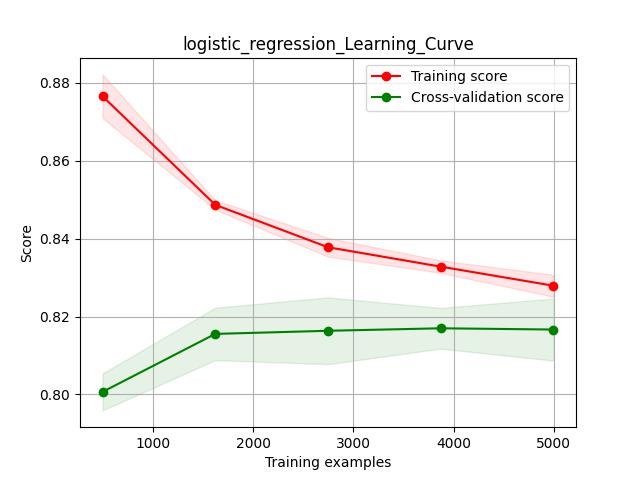 logistic_regression_Learning_Curve
Training score
Cross-validation score
Score
0.88
0.86
0.84
0.82
0.80
1000 2000 3000 4000 5000
Training examples